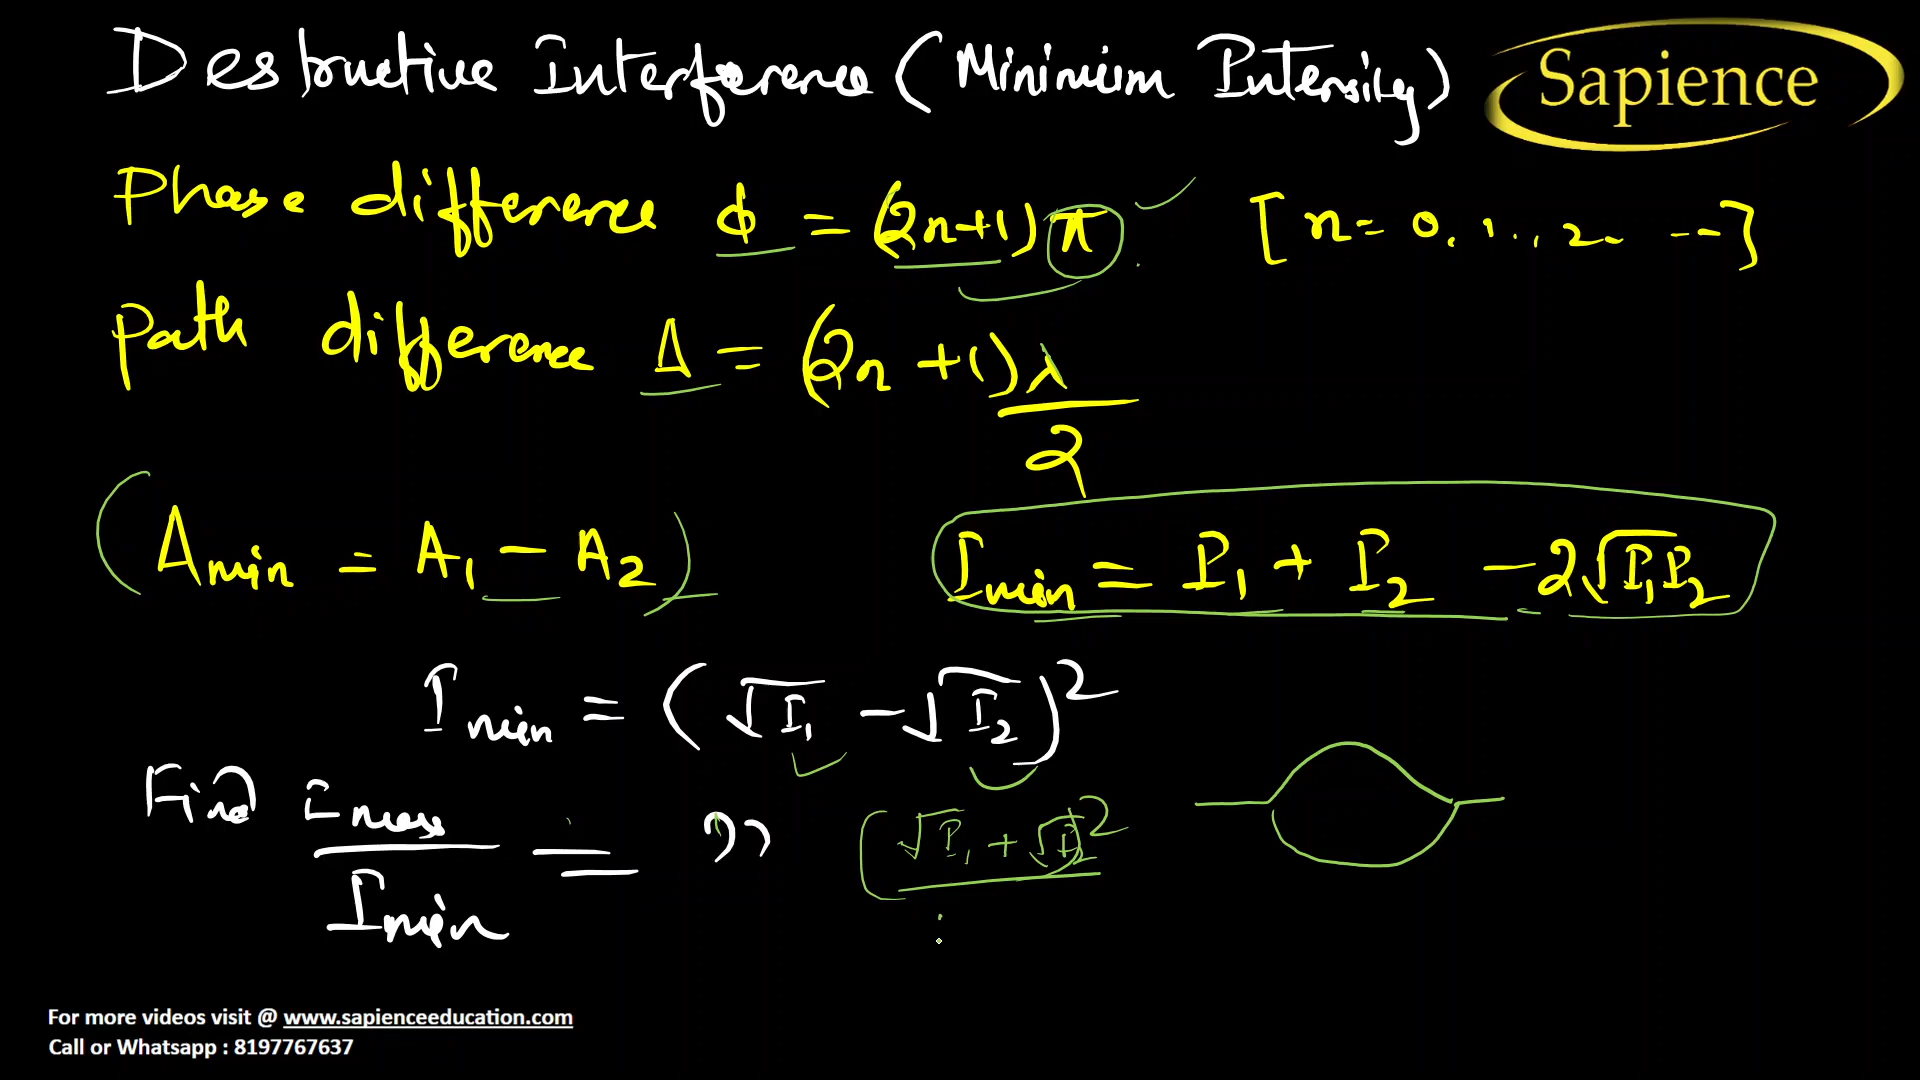 Destructive Interference (Minimum Intensity)
Sapience
Phase difference ϕ = (2n+1)π [n= 0, 1.., 2. --]
Path difference Δ = (2n+1)λ/2
(Amin = A₁ - A₂)
Imin = I₁ + I₂ - 2√I₁I₂
Imin = (√I₁ - √I₂)²
Find Imax/Imin = ?? (√I₁ + √I₂)²
For more videos visit @ www.sapienceeducation.com
Call or Whatsapp : 8197767637